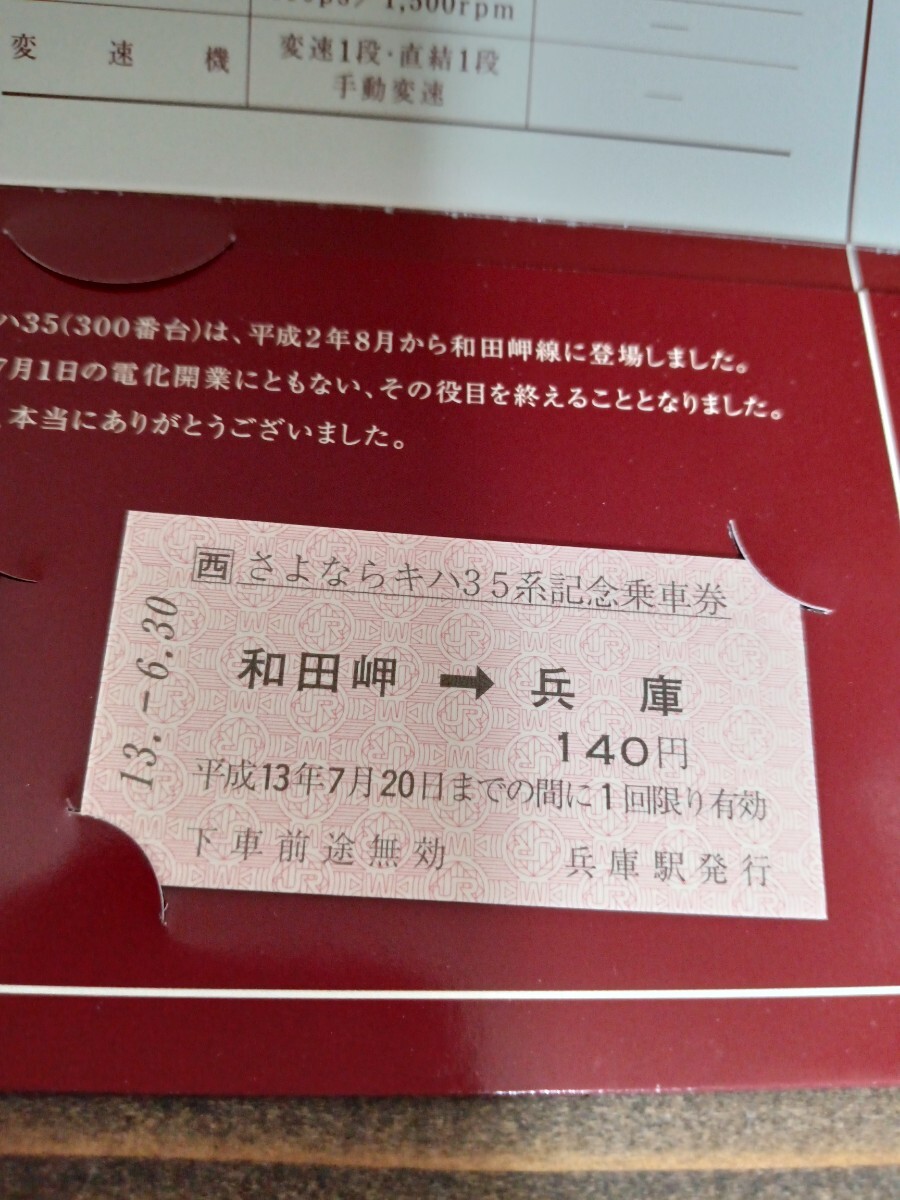 1,500rpm
変速機
変速1段・直結1段
手動変速
ハ35(300番台)は、平成2年8月から和田岬線に登場しました。
7月1日の電化開業にともない、その役目を終えることとなりました。
本当にありがとうございました。
西 さよならキハ35系記念乗車券
13.-6.30
和田岬 ➡ 兵庫
140円
平成13年7月20日までの間に1回限り有効
下車前途無効 兵庫駅発行